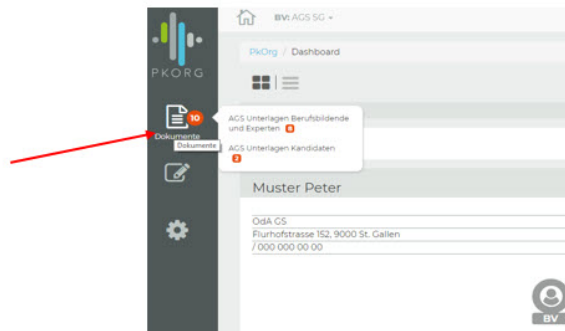 BV: AGS SG
PKORG
PkOrg / Dashboard
10
Dokumente
Dokumente
AGS Unterlagen Berufsbildende
und Experten 8
AGS Unterlagen Kandidaten
2
Muster Peter
OdA GS
Flurhofstrasse 152, 9000 St. Gallen
/ 000 000 00 00
BV